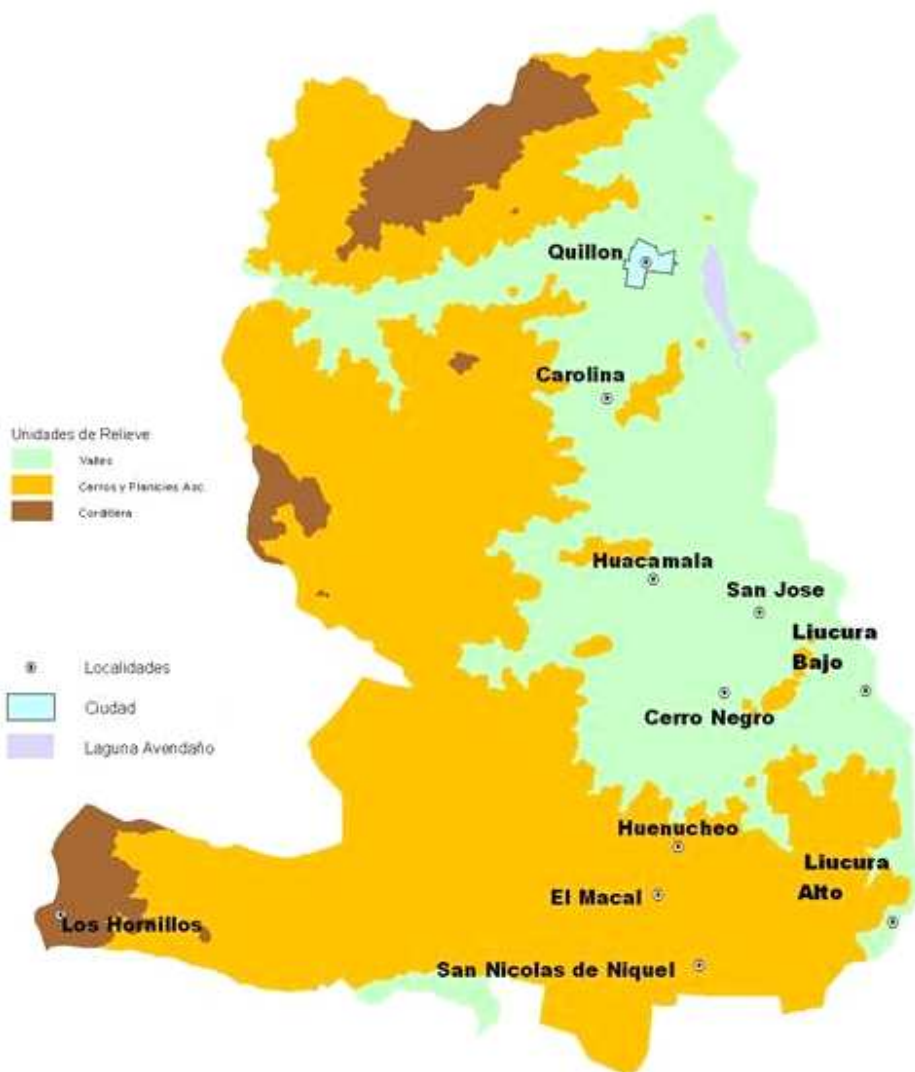 Quillon
Carolina
Unidades de Relieve
Valles
Cerros y Planicies Asc.
Cordillera
Huacamala
San Jose
Liucura
Bajo
Localidades
Ciudad
Cerro Negro
Laguna Avendaño
Huenucheo
Liucura
Alto
El Macal
Los Hornillos
San Nicolas de Niquel